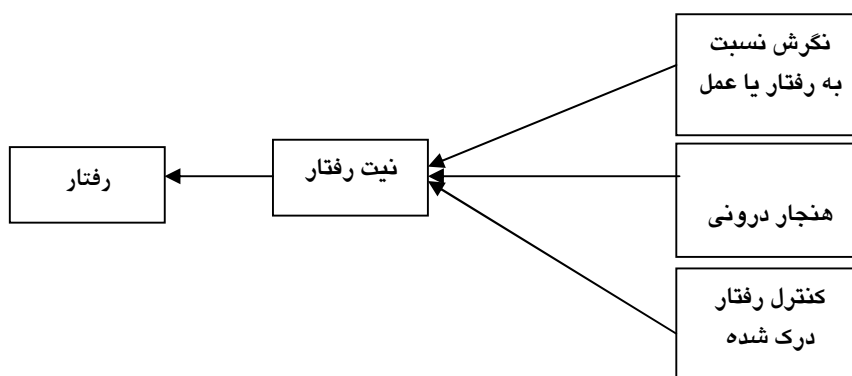 نگرش نسبت
به رفتار یا عمل
هنجار درونی
کنترل رفتار
درک شده
نیت رفتار
رفتار